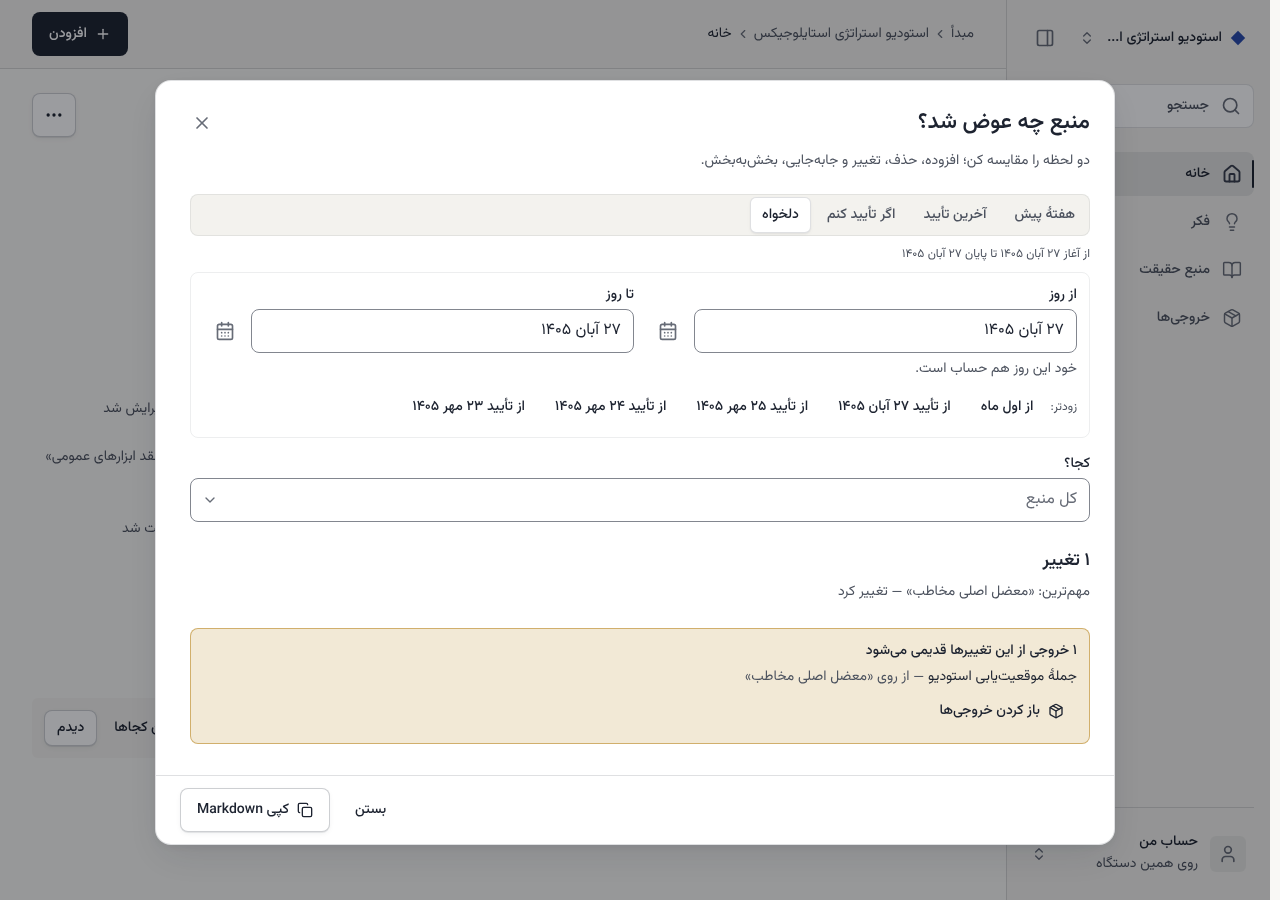 استودیو استراتژی ا...
مبدأ › استودیو استراتژی استایلوجیکس › خانه
افزودن
جستجو
خانه
فکر
منبع حقیقت
خروجی‌ها
منبع چه عوض شد؟
دو لحظه را مقایسه کن؛ افزوده، حذف، تغییر و جابه‌جایی، بخش‌به‌بخش.
هفتهٔ پیش
آخرین تأیید
اگر تأیید کنم
دلخواه
از آغاز ۲۷ آبان ۱۴۰۵ تا پایان ۲۷ آبان ۱۴۰۵
از روز
تا روز
۲۷ آبان ۱۴۰۵
۲۷ آبان ۱۴۰۵
خود این روز هم حساب است.
زودتر: از اول ماه از تأیید ۲۷ آبان ۱۴۰۵ از تأیید ۲۵ مهر ۱۴۰۵ از تأیید ۲۴ مهر ۱۴۰۵ از تأیید ۲۳ مهر ۱۴۰۵
کجا؟
کل منبع
۱ تغییر
مهم‌ترین: «معضل اصلی مخاطب» — تغییر کرد
۱ خروجی از این تغییرها قدیمی می‌شود
جملهٔ موقعیت‌یابی استودیو — از روی «معضل اصلی مخاطب»
باز کردن خروجی‌ها
بستن
کپی Markdown
شد
ابزارهای عمومی»
شد
کجاها
دیدم
حساب من
روی همین دستگاه